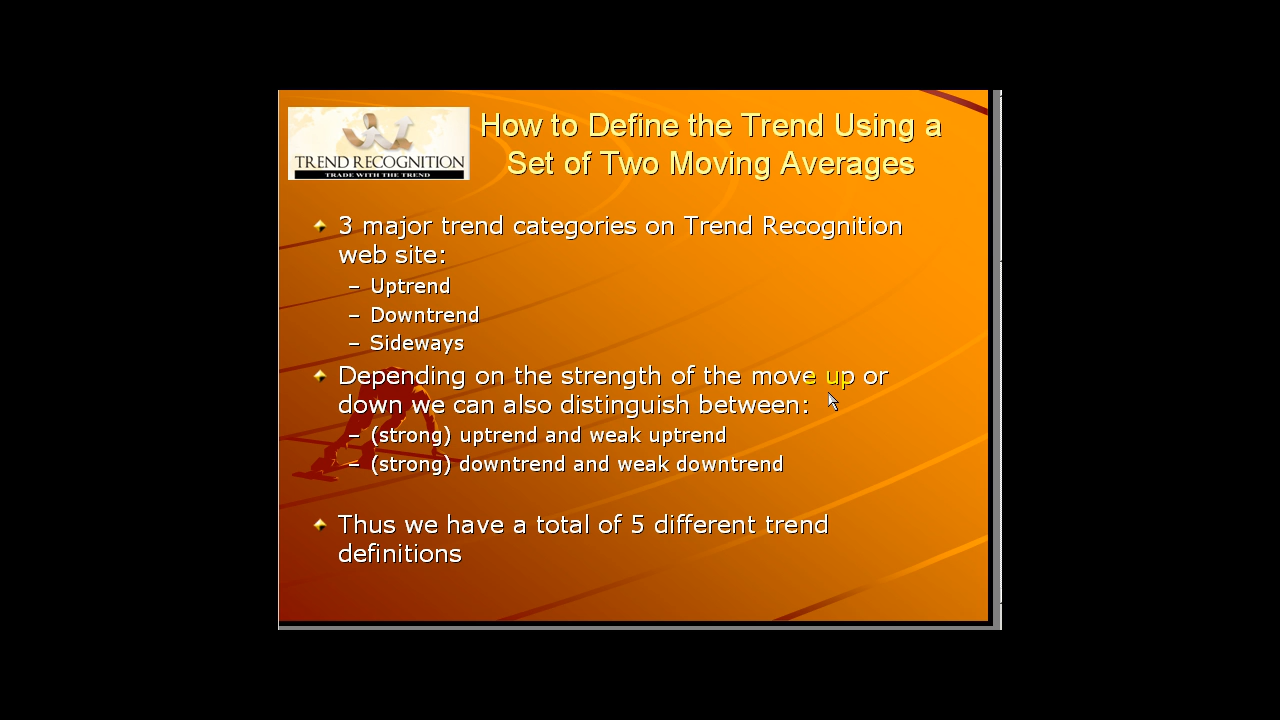 How to Define the Trend Using a
Set of Two Moving Averages
TREND RECOGNITION
TRADE WITH THE TREND
3 major trend categories on Trend Recognition
web site:
– Uptrend
– Downtrend
– Sideways
Depending on the strength of the move up or
down we can also distinguish between:
– (strong) uptrend and weak uptrend
– (strong) downtrend and weak downtrend
Thus we have a total of 5 different trend
definitions